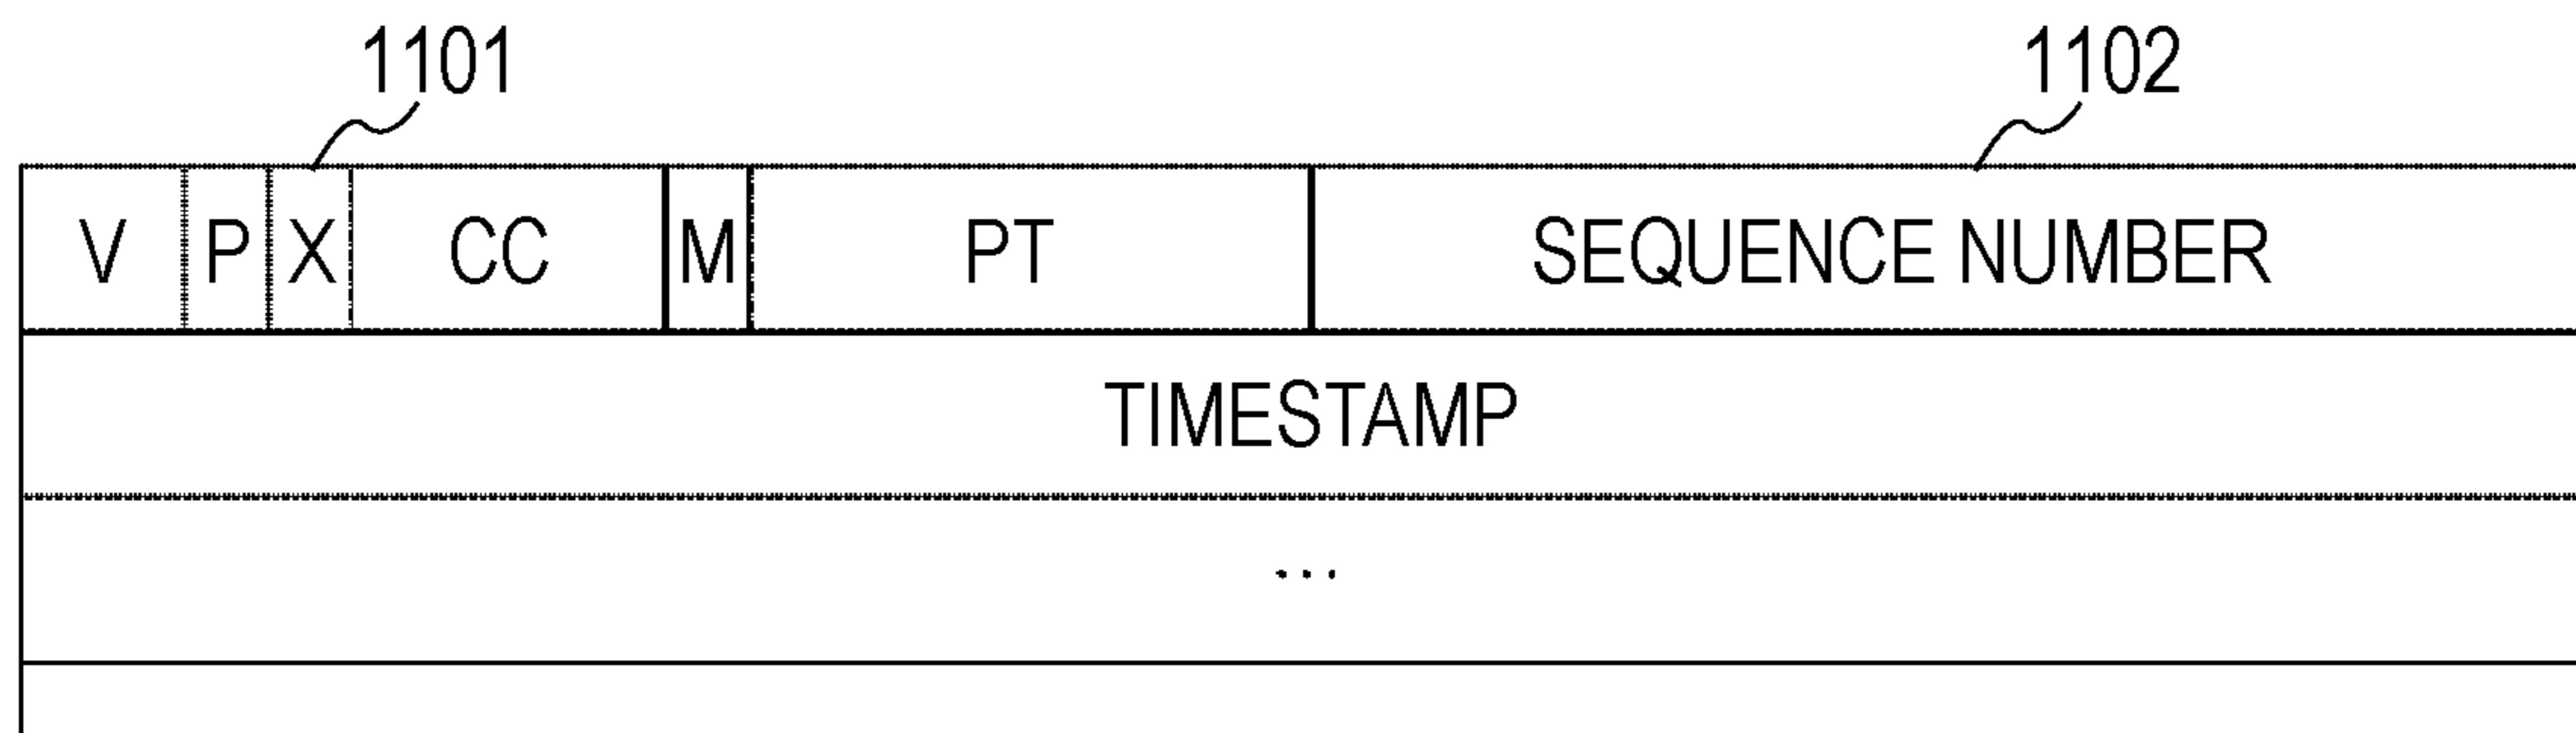 1101 1102
V P X CC M PT SEQUENCE NUMBER
TIMESTAMP
...